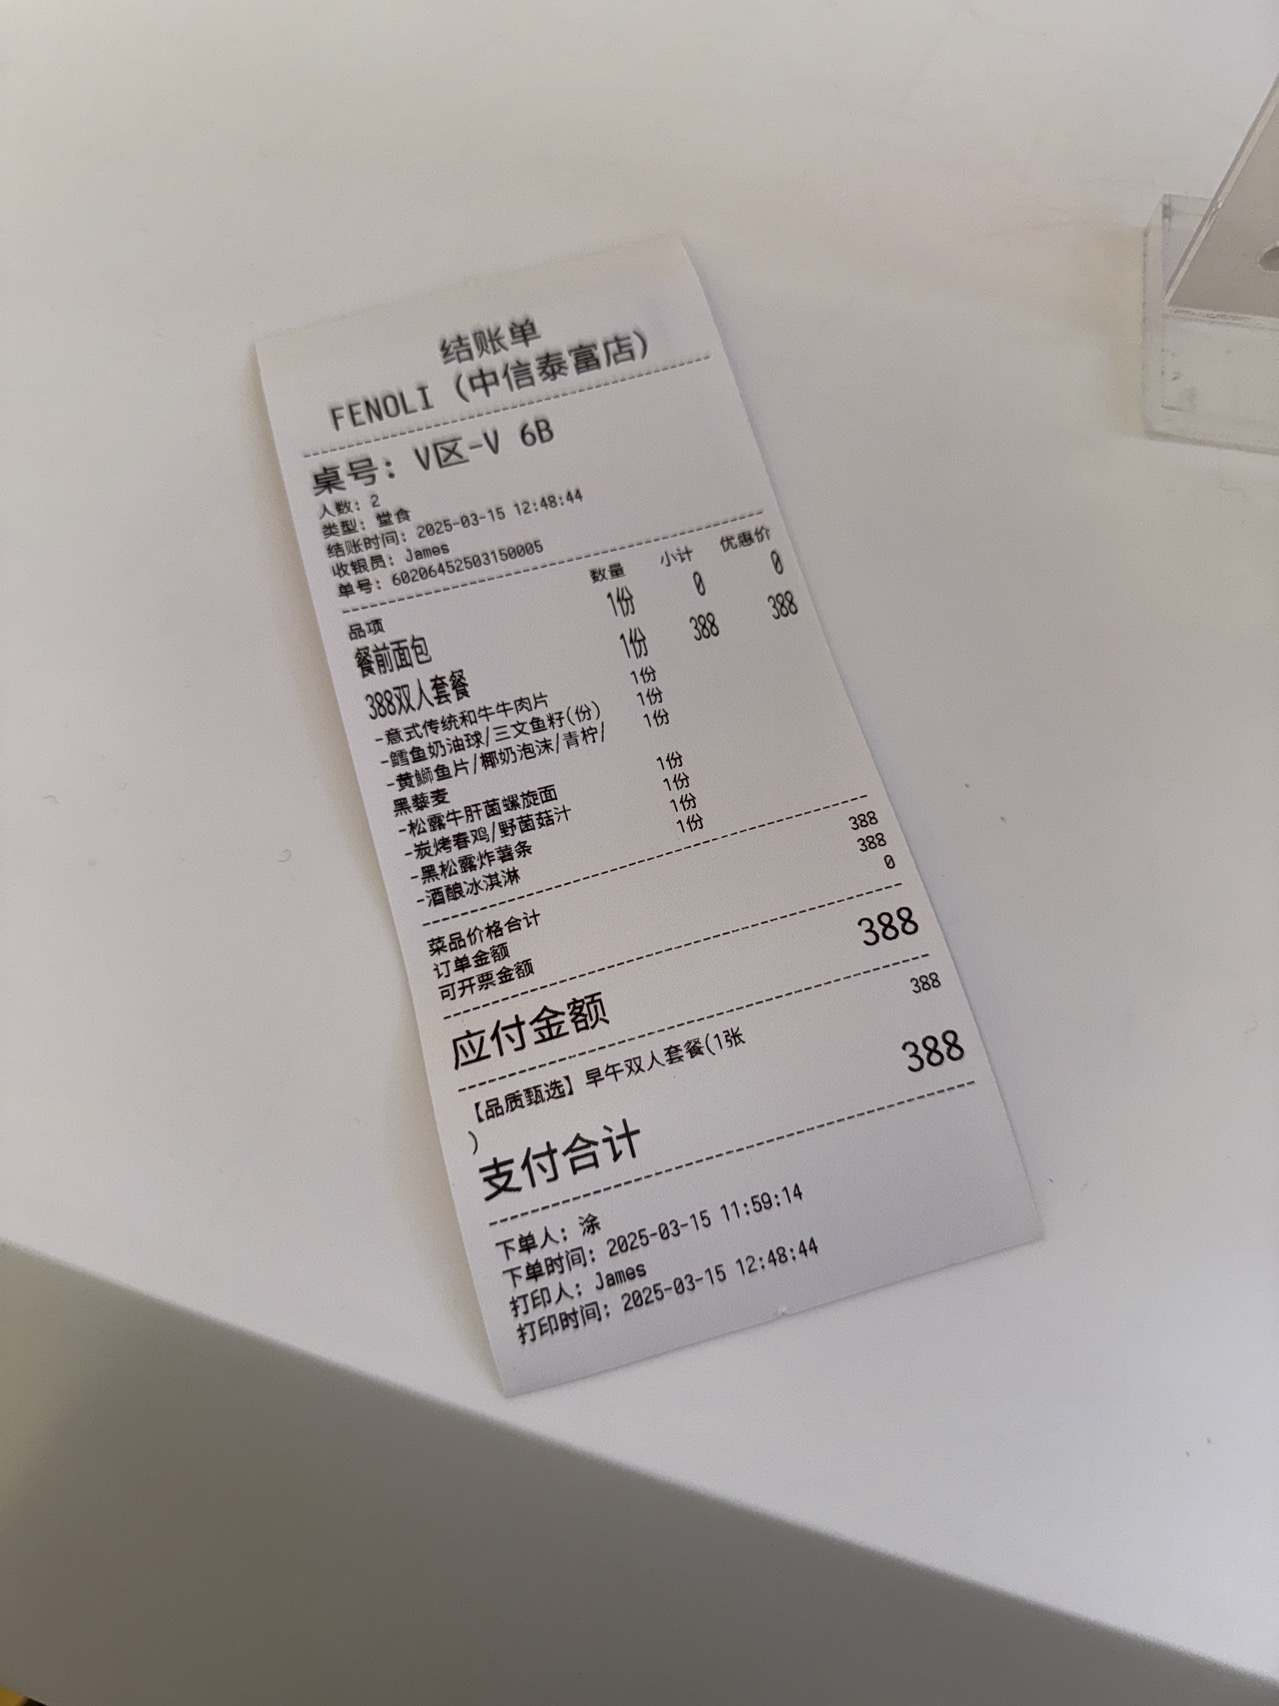 结账单
FENOLI (中信泰富店)
桌号: V区-V 6B
人数: 2
类型: 堂食
结账时间: 2025-03-15 12:48:44
收银员: James
单号: 60206452503150005
品项 数量 小计 优惠价
餐前面包 1份 0 0
388双人套餐 1份 388 388
-意式传统和牛牛肉片 1份
-鳕鱼奶油球/三文鱼籽(份) 1份
-黄鰤鱼片/椰奶泡沫/青柠/ 1份
黑藜麦
-松露牛肝菌螺旋面 1份
-炭烤春鸡/野菌菇汁 1份
-黑松露炸薯条 1份
-酒酿冰淇淋 1份
菜品价格合计 388
订单金额 388
可开票金额 0
应付金额 388
【品质甄选】早午双人套餐(1张 388
)
支付合计 388
下单人: 涂
下单时间: 2025-03-15 11:59:14
打印人: James
打印时间: 2025-03-15 12:48:44